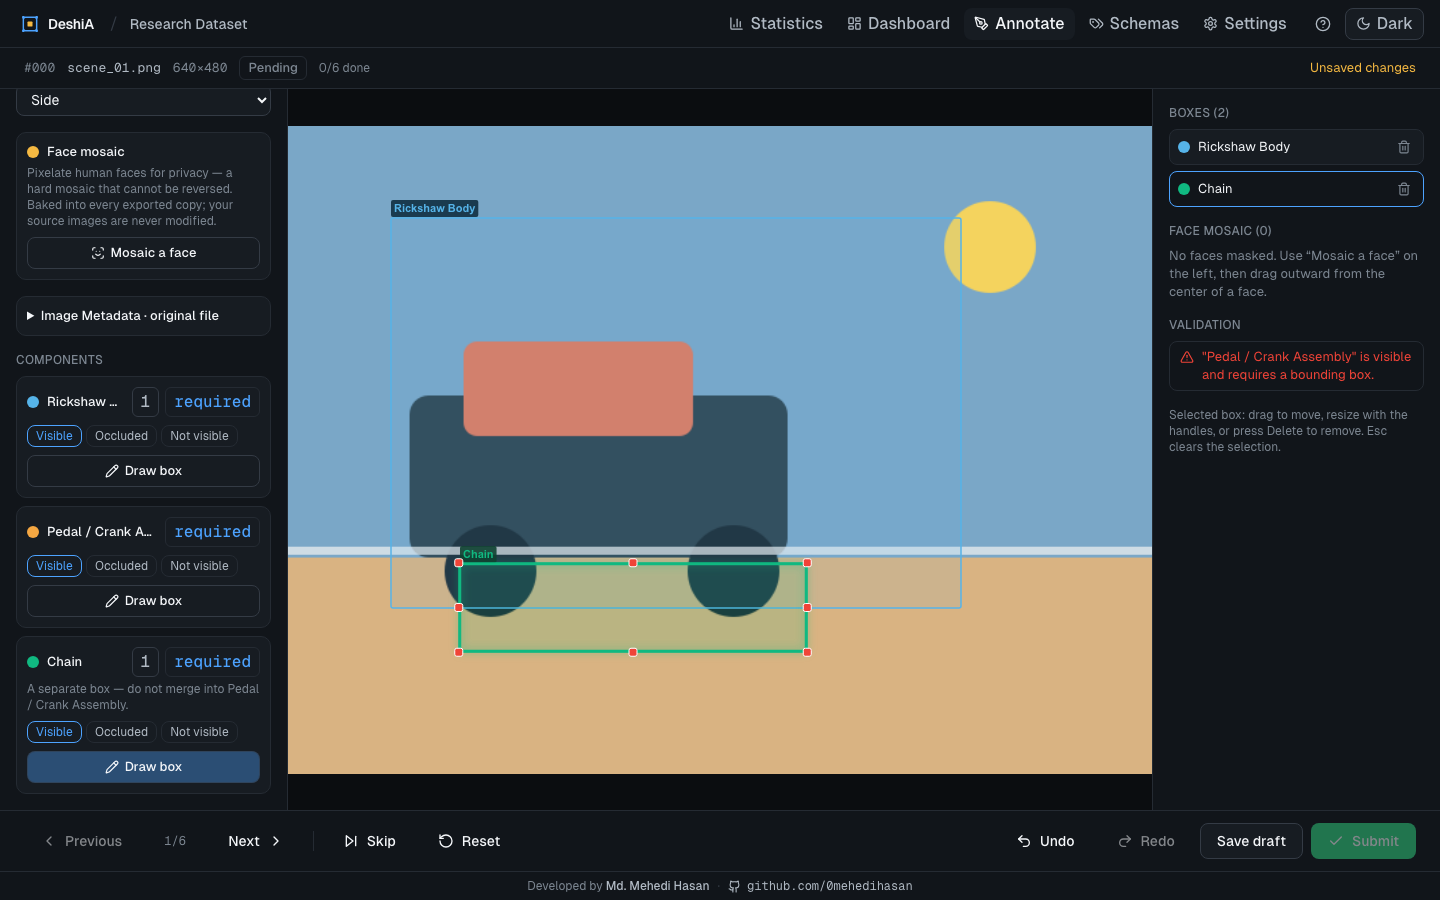 DeshiA / Research Dataset
Statistics
Dashboard
Annotate
Schemas
Settings
Dark
#000 scene_01.png 640×480 Pending 0/6 done
Unsaved changes
Side
Face mosaic
Pixelate human faces for privacy — a
hard mosaic that cannot be reversed.
Baked into every exported copy; your
source images are never modified.
Mosaic a face
Image Metadata · original file
COMPONENTS
Rickshaw ... 1 required
Visible Occluded Not visible
Draw box
Pedal / Crank A... required
Visible Occluded Not visible
Draw box
Chain 1 required
A separate box — do not merge into Pedal
/ Crank Assembly.
Visible Occluded Not visible
Draw box
Rickshaw Body
Chain
BOXES (2)
Rickshaw Body
Chain
FACE MOSAIC (0)
No faces masked. Use “Mosaic a face” on
the left, then drag outward from the
center of a face.
VALIDATION
"Pedal / Crank Assembly" is visible
and requires a bounding box.
Selected box: drag to move, resize with the
handles, or press Delete to remove. Esc
clears the selection.
Previous 1/6 Next Skip Reset Undo Redo Save draft Submit
Developed by Md. Mehedi Hasan · github.com/0mehedihasan